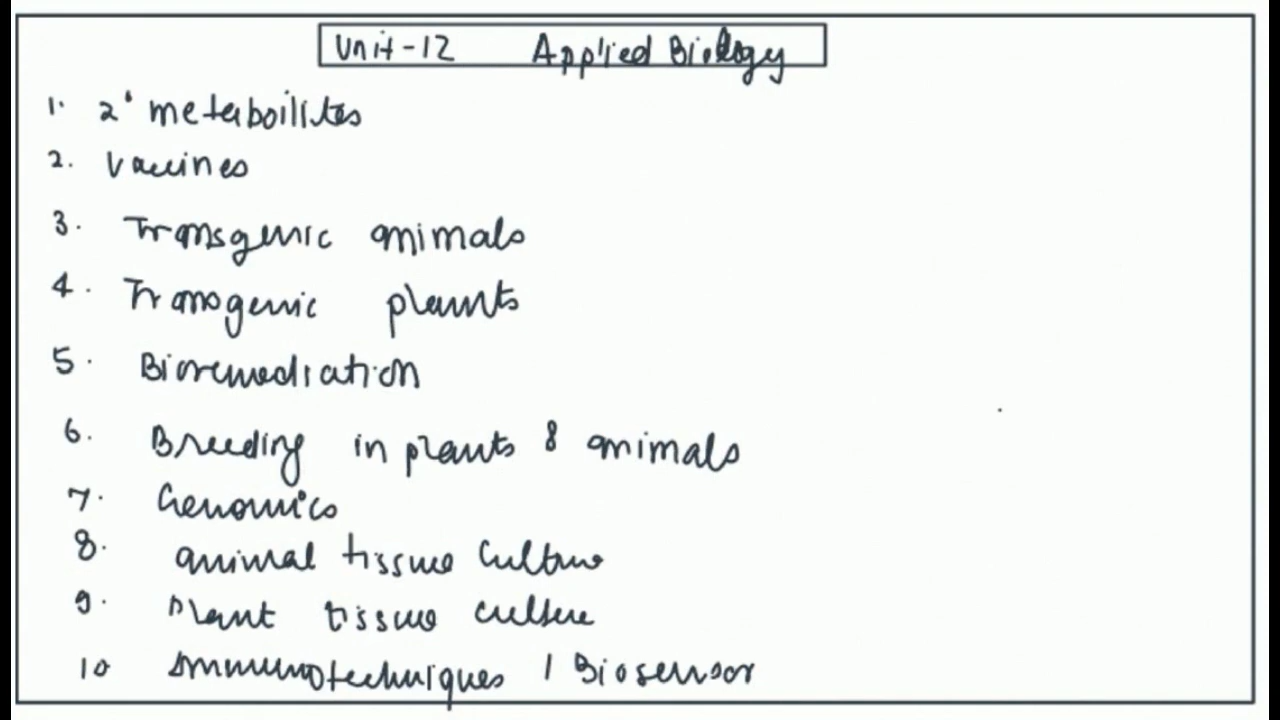 Unit-12 Applied Biology
1. 2° metaboilites
2. Vaccines
3. Transgenic animals
4. Transgenic plants
5. Bioremediation
6. Breeding in plants & animals
7. Genomics
8. animal tissue culture
9. Plant tissue culture
10 Immunotechniques / Biosensor